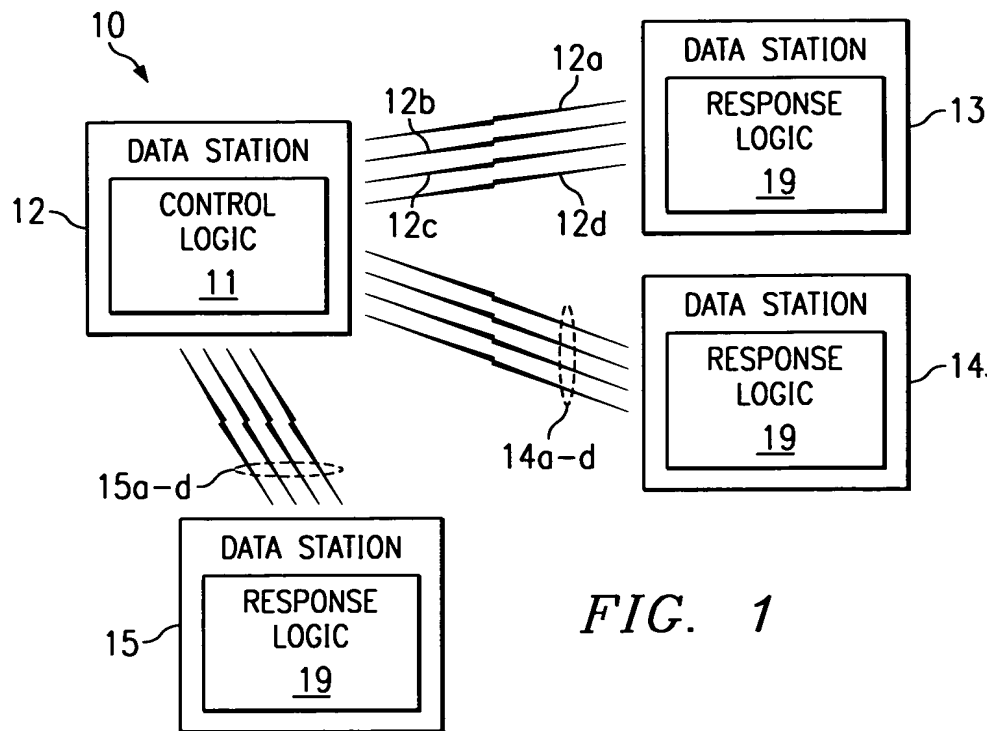 10
12a
12b
12c
12d
DATA STATION
CONTROL
LOGIC
11
12
DATA STATION
RESPONSE
LOGIC
19
13
DATA STATION
RESPONSE
LOGIC
19
14
14a-d
15a-d
DATA STATION
RESPONSE
LOGIC
19
15
FIG. 1